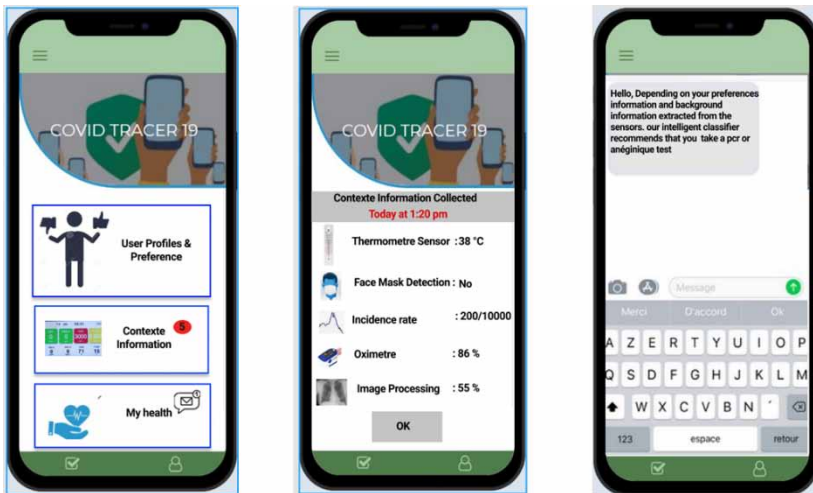 COVID TRACER 19
User Profiles &
Preference
Contexte
Information
5
My health
COVID TRACER 19
Contexte Information Collected
Today at 1:20 pm
Thermometre Sensor : 38 °C
Face Mask Detection : No
Incidence rate : 200/10000
Oximetre : 86 %
Image Processing : 55 %
OK
Hello, Depending on your preferences
information and background
information extracted from the
sensors. our intelligent classifier
recommends that you take a pcr or
anéginique test
Message
Merci D'accord Ok
A Z E R T Y U I O P
Q S D F G H J K L M
W X C V B N ´
123 espace retour